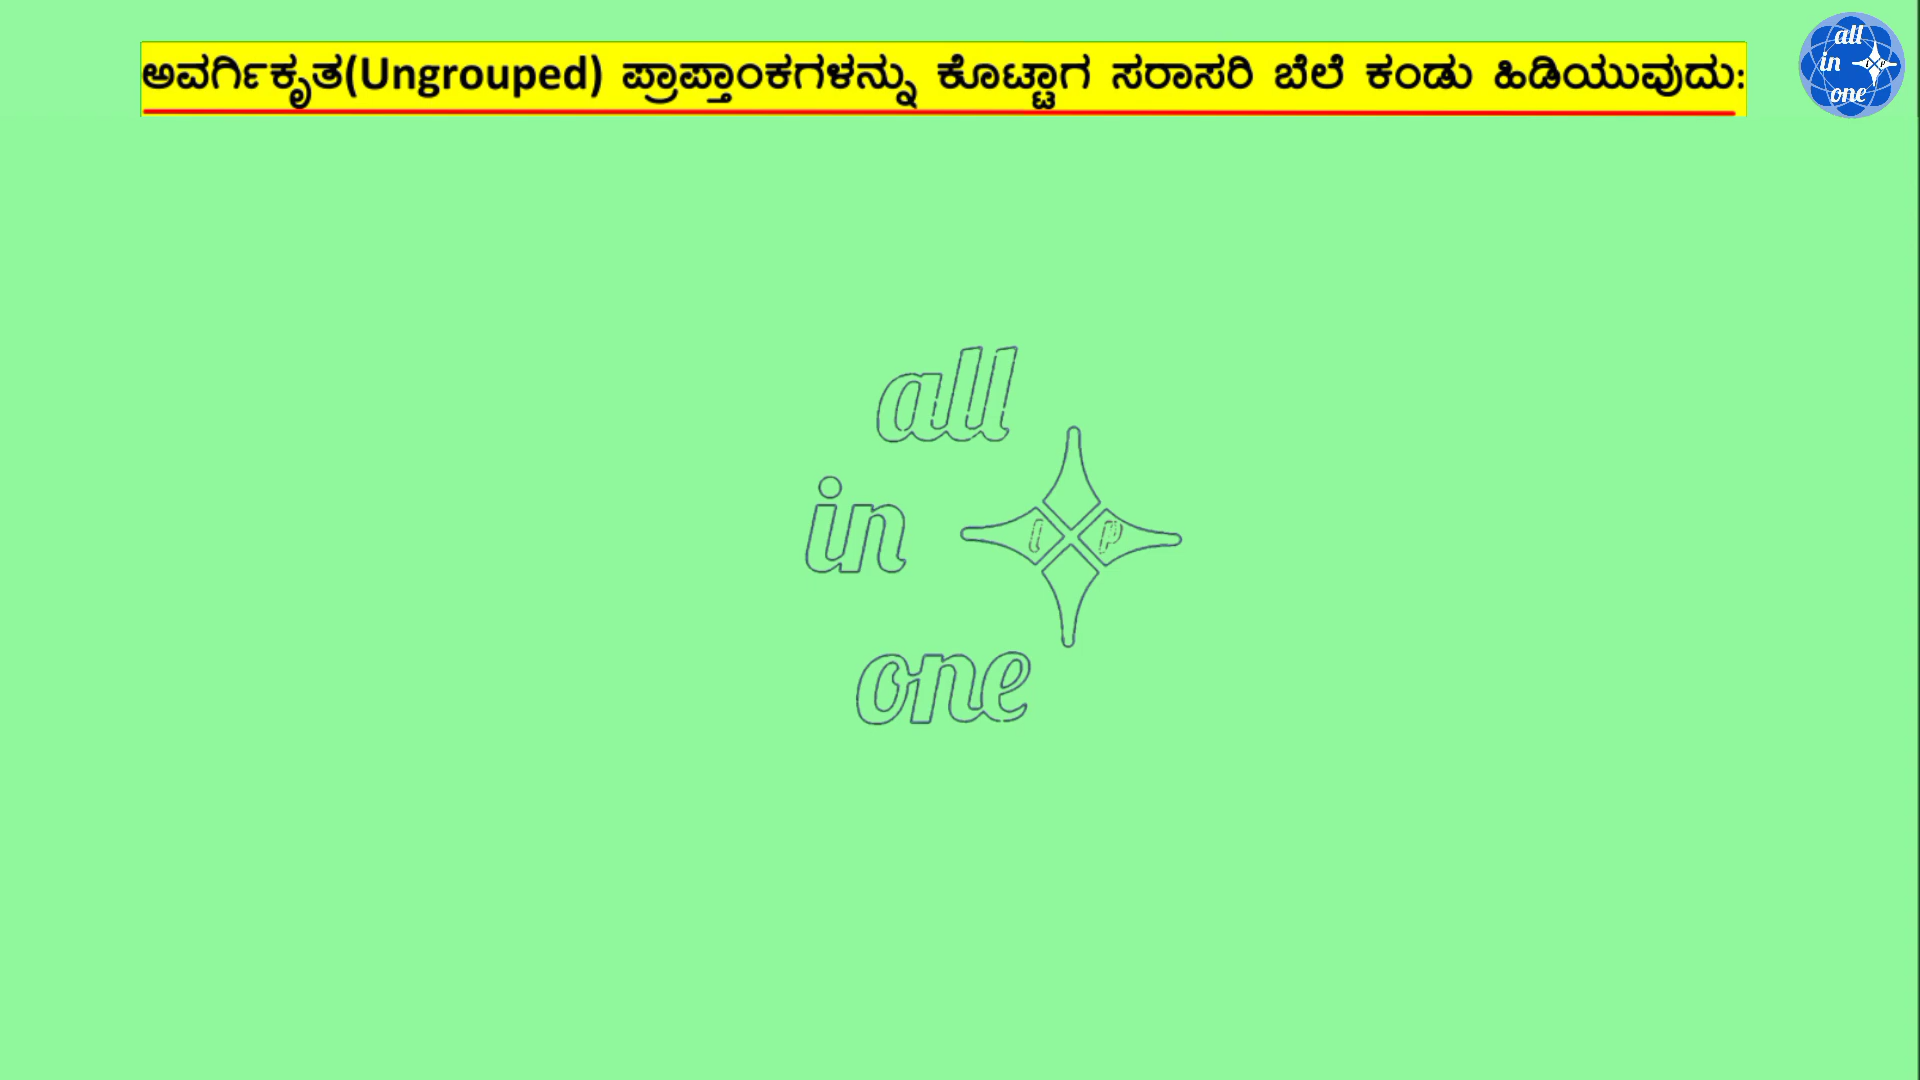 ಅವರ್ಗಿಕೃತ(Ungrouped) ಪ್ರಾಪ್ತಾಂಕಗಳನ್ನು ಕೊಟ್ಟಾಗ ಸರಾಸರಿ ಬೆಲೆ ಕಂಡು ಹಿಡಿಯುವುದು:
all
in
I P
one
all
in
I P
one